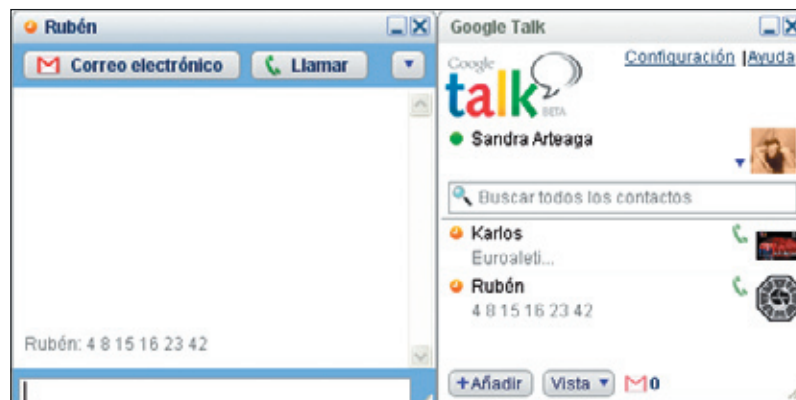 Rubén
Correo electrónico
Llamar
Rubén: 4 8 15 16 23 42
Google Talk
Configuración | Ayuda
Google
talk
BETA
Sandra Arteaga
Buscar todos los contactos
Karlos
Euroaleti...
Rubén
4 8 15 16 23 42
+Añadir Vista 0